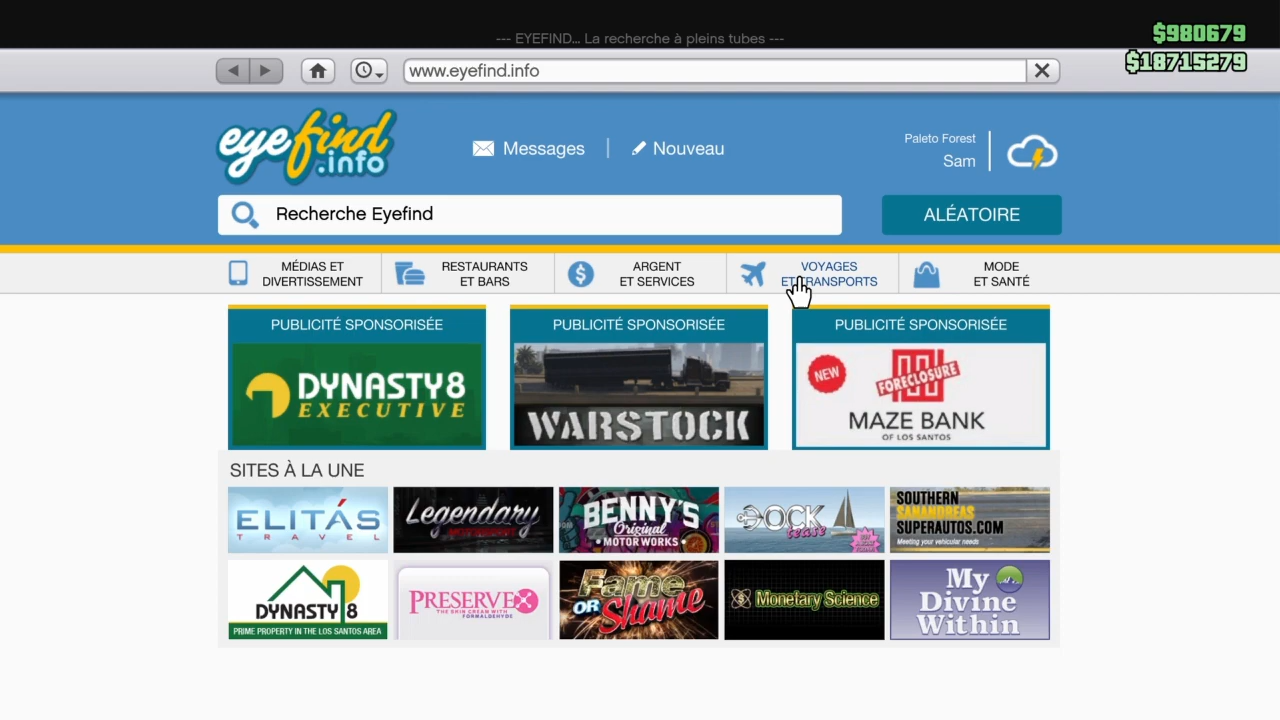 --- EYEFIND... La recherche à pleins tubes ---
$980679
$18715279
www.eyefind.info
eyefind
.info
Messages
Nouveau
Paleto Forest
Sam
Recherche Eyefind
ALÉATOIRE
MÉDIAS ET
DIVERTISSEMENT
RESTAURANTS
ET BARS
ARGENT
ET SERVICES
VOYAGES
ET TRANSPORTS
MODE
ET SANTÉ
PUBLICITÉ SPONSORISÉE
DYNASTY 8
EXECUTIVE
PUBLICITÉ SPONSORISÉE
WARSTOCK
PUBLICITÉ SPONSORISÉE
NEW
FORECLOSURE
MAZE BANK
OF LOS SANTOS
SITES À LA UNE
ELITÁS
TRAVEL
Legendary
BENNY'S
Original
MOTORWORKS
DOCK
tease
SOUTHERN
SANANDREAS
SUPERAUTOS.COM
Meeting your vehicular needs
DYNASTY 8
PRIME PROPERTY IN THE LOS SANTOS AREA
PRESERVEX
THE SKIN CREAM WITH
FORMALDEHYDE
Fame
OR Shame
Monetary Science
My
Divine
Within